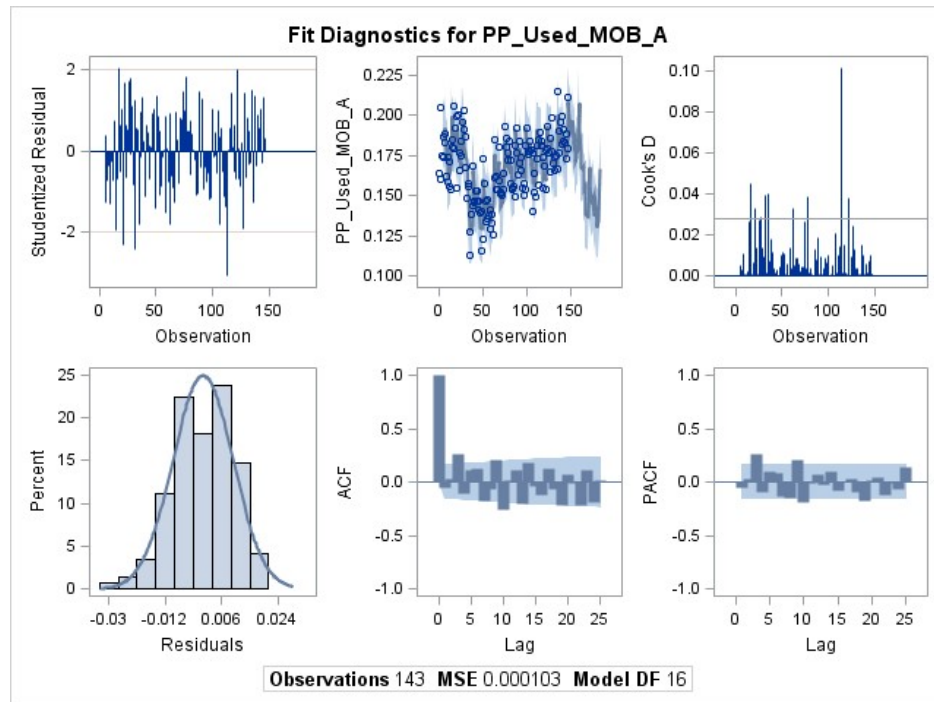 Fit Diagnostics for PP_Used_MOB_A
Studentized Residual
2
0
-2
0 50 100 150
Observation
PP_Used_MOB_A
0.225
0.200
0.175
0.150
0.125
0.100
0 50 100 150
Observation
Cook's D
0.10
0.08
0.06
0.04
0.02
0.00
0 50 100 150
Observation
Percent
25
20
15
10
5
0
-0.03 -0.012 0.006 0.024
Residuals
ACF
1.0
0.5
0.0
-0.5
-1.0
0 5 10 15 20 25
Lag
PACF
1.0
0.5
0.0
-0.5
-1.0
0 5 10 15 20 25
Lag
Observations 143 MSE 0.000103 Model DF 16